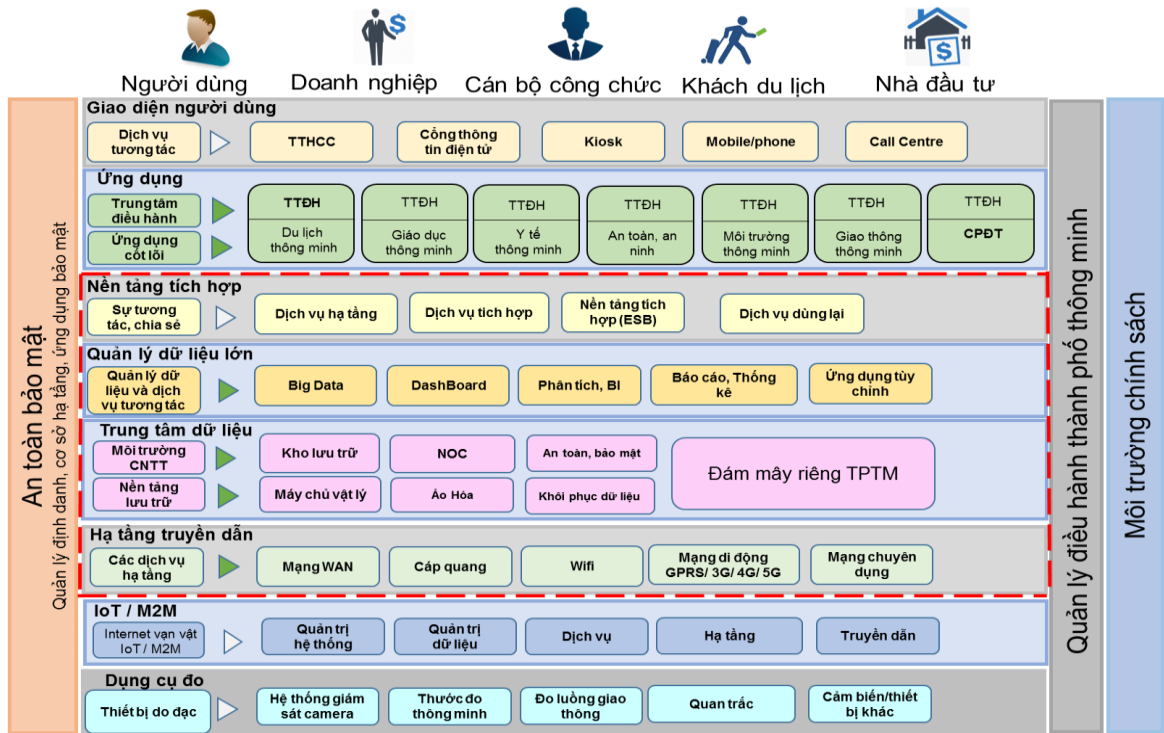 Người dùng
Doanh nghiệp
Cán bộ công chức
Khách du lịch
Nhà đầu tư
An toàn bảo mật
Quản lý định danh, cơ sở hạ tầng, ứng dụng bảo mật
Giao diện người dùng
Dịch vụ
tương tác
TTHCC
Cổng thông
tin điện tử
Kiosk
Mobile/phone
Call Centre
Ứng dụng
Trung tâm
điều hành
Ứng dụng
cốt lõi
TTĐH
Du lịch
thông minh
TTĐH
Giáo dục
thông minh
TTĐH
Y tế
thông minh
TTĐH
An toàn, an
ninh
TTĐH
Môi trường
thông minh
TTĐH
Giao thông
thông minh
TTĐH
CPĐT
Nền tảng tích hợp
Sự tương
tác, chia sẻ
Dịch vụ hạ tầng
Dịch vụ tich hợp
Nền tảng tích
hợp (ESB)
Dịch vụ dùng lại
Quản lý dữ liệu lớn
Quản lý dữ
liệu và dịch
vụ tương tác
Big Data
DashBoard
Phân tích, BI
Báo cáo, Thống
kê
Ứng dụng tùy
chỉnh
Trung tâm dữ liệu
Môi trường
CNTT
Nền tảng
lưu trữ
Kho lưu trữ
NOC
An toàn, bảo mật
Máy chủ vật lý
Ảo Hóa
Khôi phục dữ liệu
Đám mây riêng TPTM
Hạ tầng truyền dẫn
Các dịch vụ
hạ tầng
Mạng WAN
Cáp quang
Wifi
Mạng di động
GPRS/ 3G/ 4G/ 5G
Mạng chuyên
dụng
IoT / M2M
Internet vạn vật
IoT / M2M
Quản trị
hệ thống
Quản trị
dữ liệu
Dịch vụ
Hạ tầng
Truyền dẫn
Dụng cụ đo
Thiết bị do đạc
Hệ thống giám
sát camera
Thước đo
thông minh
Đo luồng giao
thông
Quan trắc
Cảm biến/thiết
bị khác
Quản lý điều hành thành phố thông minh
Môi trường chính sách